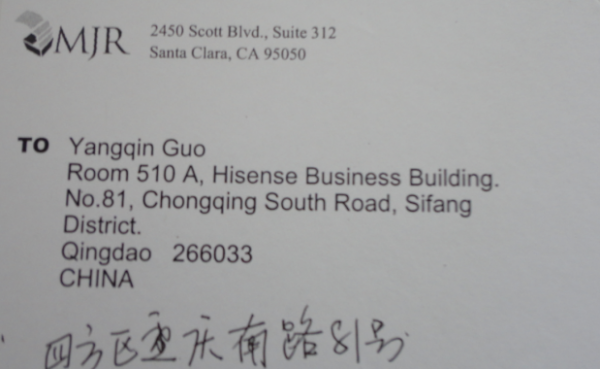 MJR
2450 Scott Blvd., Suite 312
Santa Clara, CA 95050
TO Yangqin Guo
Room 510 A, Hisense Business Building.
No.81, Chongqing South Road, Sifang
District.
Qingdao 266033
CHINA
四方区重庆南路81号